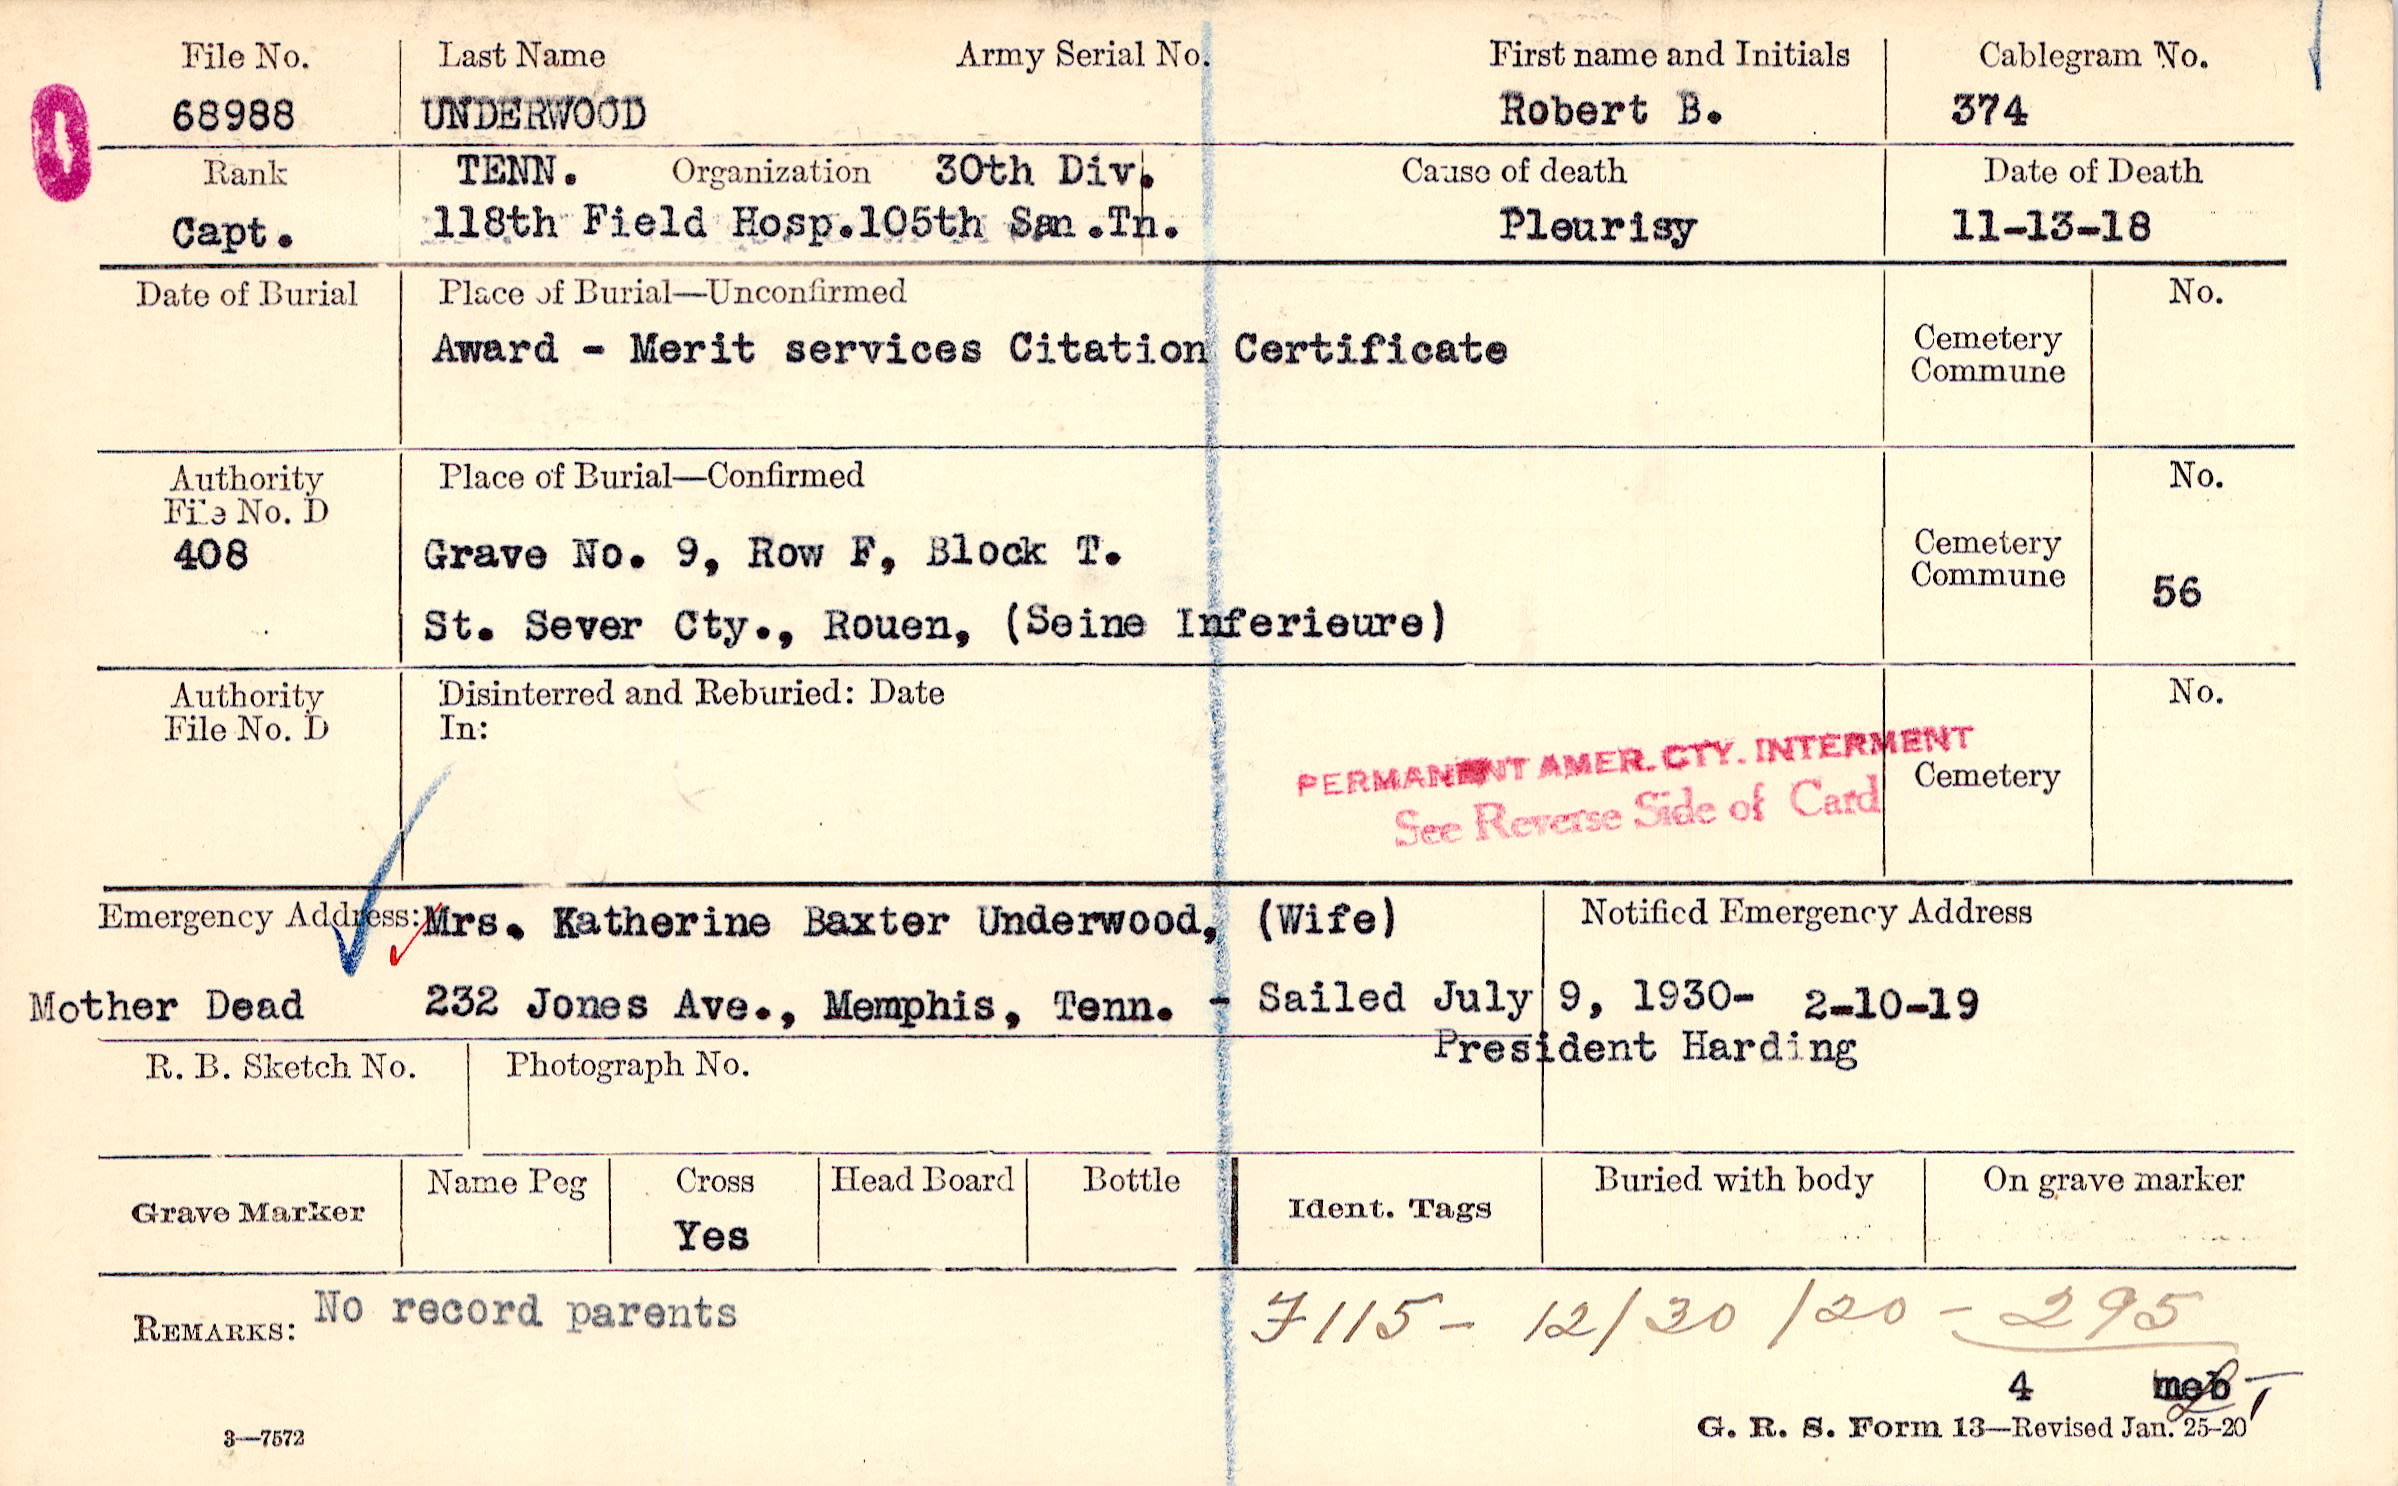 File No. Last Name Army Serial No. First name and Initials Cablegram No.
68988 UNDERWOOD Robert B. 374
Rank TENN. Organization 30th Div. Cause of death Date of Death
Capt. 118th Field Hosp.105th San.Tn. Pleurisy 11-13-18
Date of Burial Place of Burial—Unconfirmed No.
Award - Merit services Citation Certificate Cemetery
Commune
Authority Place of Burial—Confirmed No.
File No. D
408 Grave No. 9, Row F, Block T. Cemetery
Commune 56
St. Sever Cty., Rouen, (Seine Inferieure)
Authority Disinterred and Reburied: Date No.
File No. D In:
PERMANENT AMER. CTY. INTERMENT
Cemetery
See Reverse Side of Card
Emergency Address: Mrs. Katherine Baxter Underwood, (Wife) Notified Emergency Address
Mother Dead 232 Jones Ave., Memphis, Tenn. - Sailed July 9, 1930- 2-10-19
President Harding
R. B. Sketch No. Photograph No.
Grave Marker Name Peg Cross Head Board Bottle Ident. Tags Buried with body On grave marker
Yes
REMARKS: No record parents 7115- 12/30/20-295
4 meb
3—7572 G. R. S. Form 13—Revised Jan. 25-20